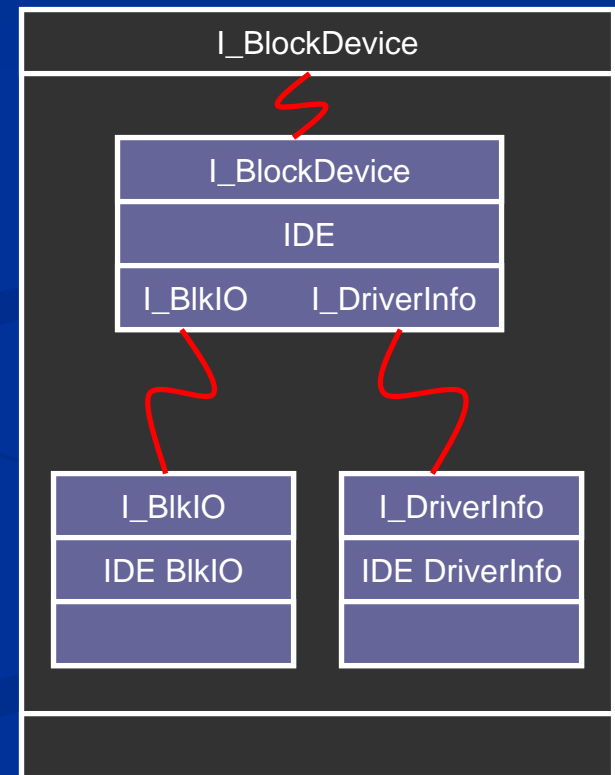 I_BlockDevice
I_BlockDevice
IDE
I_BlkIO I_DriverInfo
I_BlkIO I_DriverInfo
IDE BlkIO IDE DriverInfo